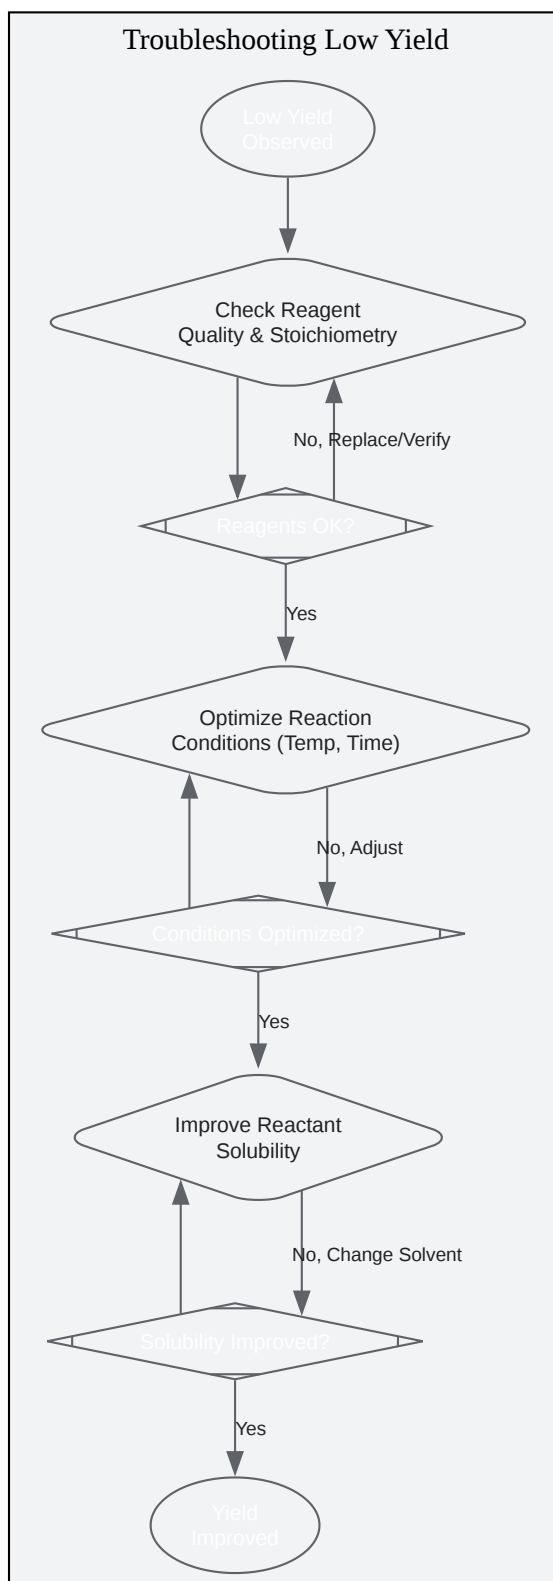 Troubleshooting Low Yield
Low Yield
Observed
Check Reagent
Quality & Stoichiometry
No, Replace/Verify
Reagents OK?
Yes
Optimize Reaction
Conditions (Temp, Time)
No, Adjust
Conditions Optimized?
Yes
Improve Reactant
Solubility
No, Change Solvent
Solubility Improved?
Yes
Yield
Improved